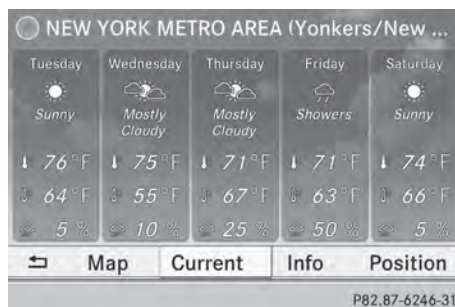 NEW YORK METRO AREA (Yonkers/New ...
Tuesday Wednesday Thursday Friday Saturday
Sunny Mostly Cloudy Mostly Cloudy Showers Sunny
76°F 75°F 71°F 71°F 74°F
64°F 55°F 67°F 63°F 66°F
5 % 10 % 25 % 50 % 5 %
Map Current Info Position
P82.87-6246-31